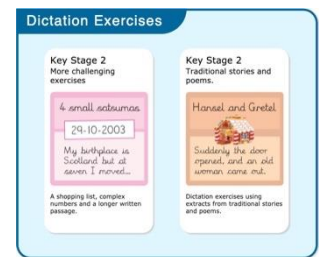 Dictation Exercises
Key Stage 2
More challenging
exercises
4 small satsumas
29-10-2003
My birthplace is
Scotland but at
seven I moved...
A shopping list, complex
numbers and a longer written
passage.
Key Stage 2
Traditional stories and
poems.
Hansel and Gretel
Suddenly the door
opened, and an old
woman came out.
Dictation exercises using
extracts from traditional stories
and poems.